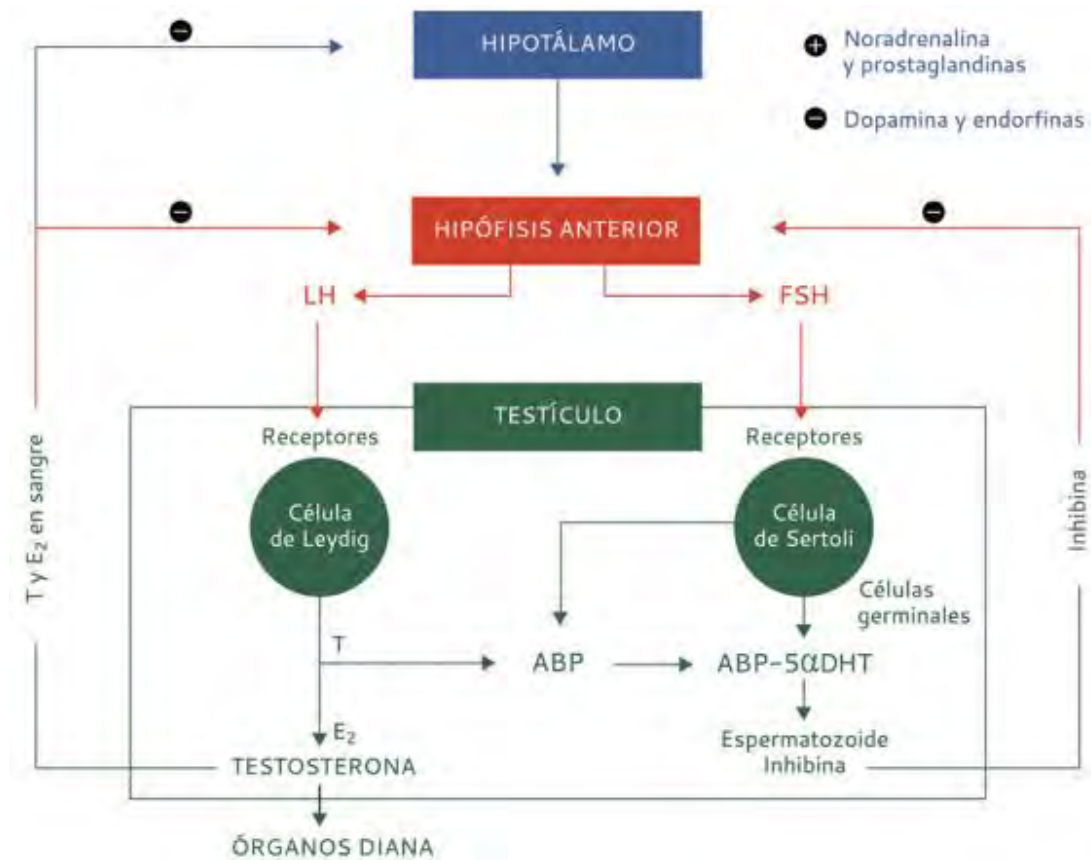 HIPOTÁLAMO
+ Noradrenalina
y prostaglandinas
− Dopamina y endorfinas
−
−
−
HIPÓFISIS ANTERIOR
LH
FSH
TESTÍCULO
Receptores
Receptores
Célula
de Leydig
Célula
de Sertoli
Células
germinales
T
ABP
ABP-5αDHT
E₂
TESTOSTERONA
Espermatozoide
Inhibina
ÓRGANOS DIANA
T y E₂ en sangre
Inhibina